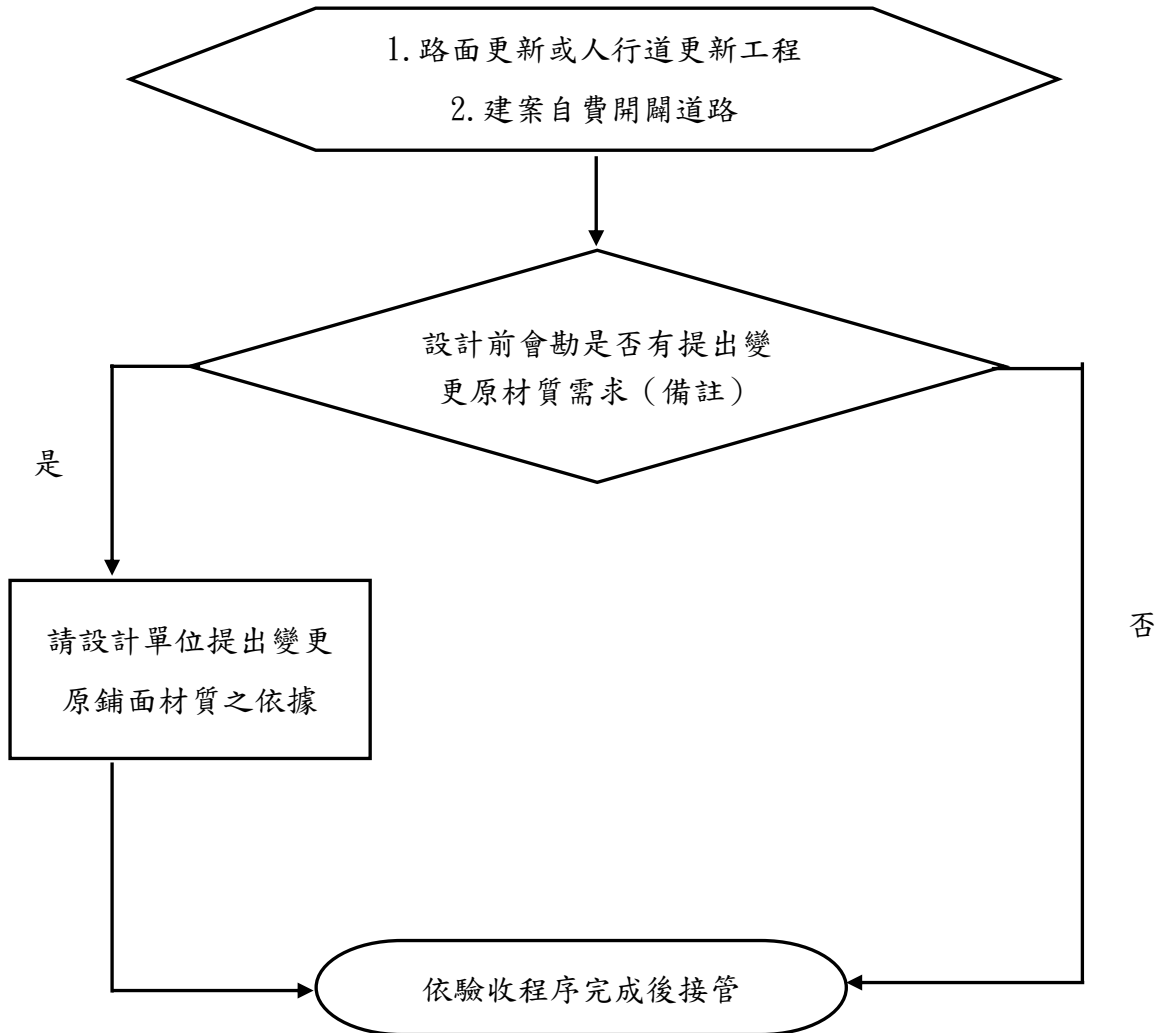 1.路面更新或人行道更新工程
2.建案自費開闢道路
設計前會勘是否有提出變
更原材質需求（備註）
是
否
請設計單位提出變更
原鋪面材質之依據
依驗收程序完成後接管